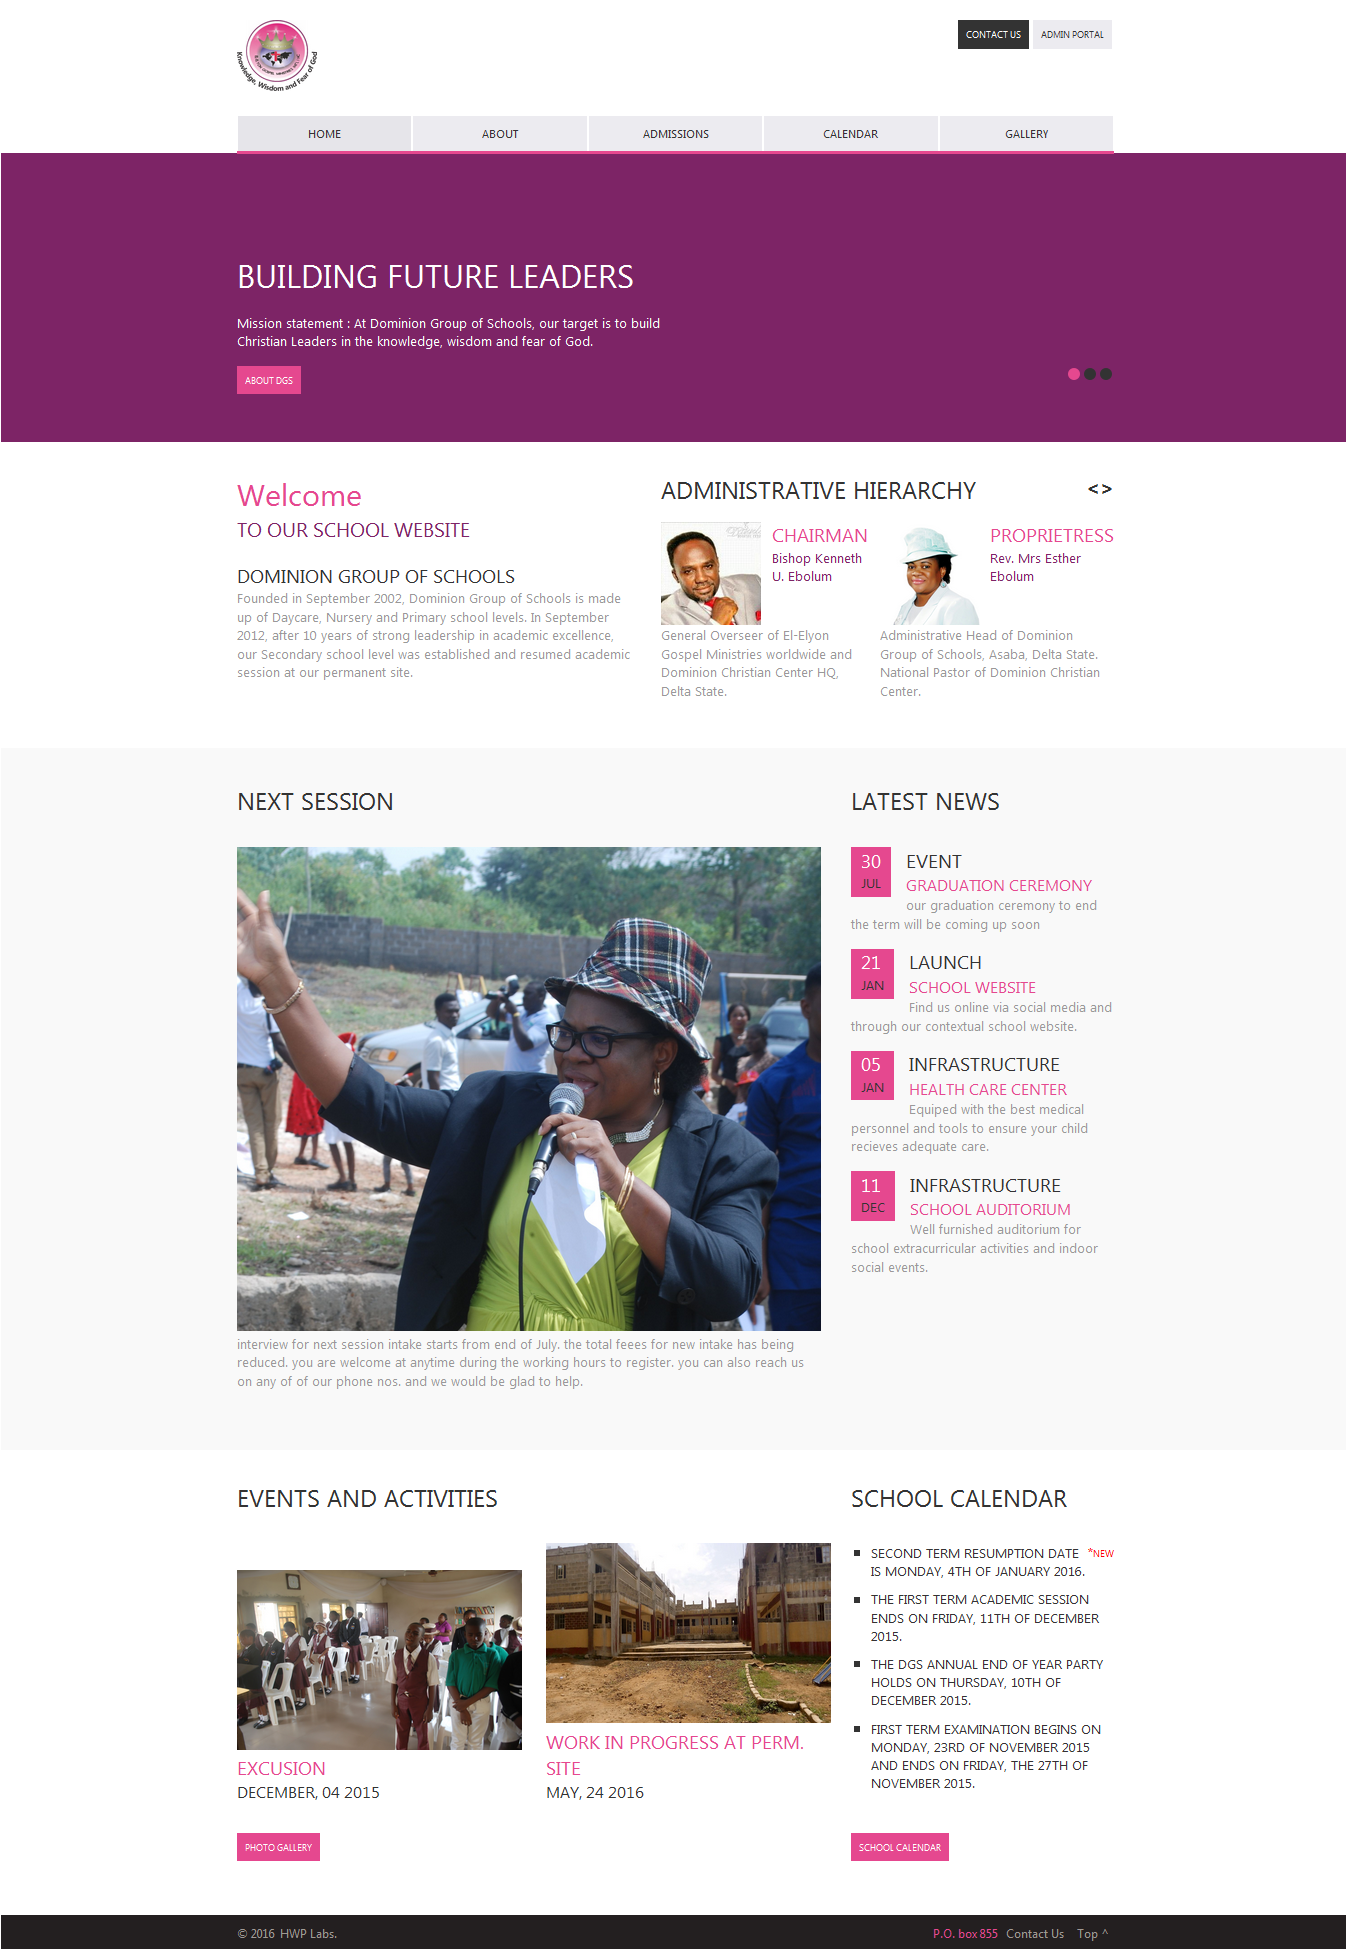 Knowledge, Wisdom and Fear of God
CONTACT US
ADMIN PORTAL
HOME
ABOUT
ADMISSIONS
CALENDAR
GALLERY
BUILDING FUTURE LEADERS
Mission statement : At Dominion Group of Schools, our target is to build
Christian Leaders in the knowledge, wisdom and fear of God.
ABOUT DGS
Welcome
TO OUR SCHOOL WEBSITE
DOMINION GROUP OF SCHOOLS
Founded in September 2002, Dominion Group of Schools is made
up of Daycare, Nursery and Primary school levels. In September
2012, after 10 years of strong leadership in academic excellence,
our Secondary school level was established and resumed academic
session at our permanent site.
ADMINISTRATIVE HIERARCHY
< >
CHAIRMAN
Bishop Kenneth
U. Ebolum
General Overseer of El-Elyon
Gospel Ministries worldwide and
Dominion Christian Center HQ,
Delta State.
PROPRIETRESS
Rev. Mrs Esther
Ebolum
Administrative Head of Dominion
Group of Schools, Asaba, Delta State.
National Pastor of Dominion Christian
Center.
NEXT SESSION
interview for next session intake starts from end of July. the total feees for new intake has being
reduced. you are welcome at anytime during the working hours to register. you can also reach us
on any of of our phone nos. and we would be glad to help.
LATEST NEWS
30
JUL
EVENT
GRADUATION CEREMONY
our graduation ceremony to end
the term will be coming up soon
21
JAN
LAUNCH
SCHOOL WEBSITE
Find us online via social media and
through our contextual school website.
05
JAN
INFRASTRUCTURE
HEALTH CARE CENTER
Equiped with the best medical
personnel and tools to ensure your child
recieves adequate care.
11
DEC
INFRASTRUCTURE
SCHOOL AUDITORIUM
Well furnished auditorium for
school extracurricular activities and indoor
social events.
EVENTS AND ACTIVITIES
EXCUSION
DECEMBER, 04 2015
WORK IN PROGRESS AT PERM.
SITE
MAY, 24 2016
PHOTO GALLERY
SCHOOL CALENDAR
SECOND TERM RESUMPTION DATE *NEW
IS MONDAY, 4TH OF JANUARY 2016.
THE FIRST TERM ACADEMIC SESSION
ENDS ON FRIDAY, 11TH OF DECEMBER
2015.
THE DGS ANNUAL END OF YEAR PARTY
HOLDS ON THURSDAY, 10TH OF
DECEMBER 2015.
FIRST TERM EXAMINATION BEGINS ON
MONDAY, 23RD OF NOVEMBER 2015
AND ENDS ON FRIDAY, THE 27TH OF
NOVEMBER 2015.
SCHOOL CALENDAR
© 2016 HWP Labs.
P.O. box 855 Contact Us Top ^